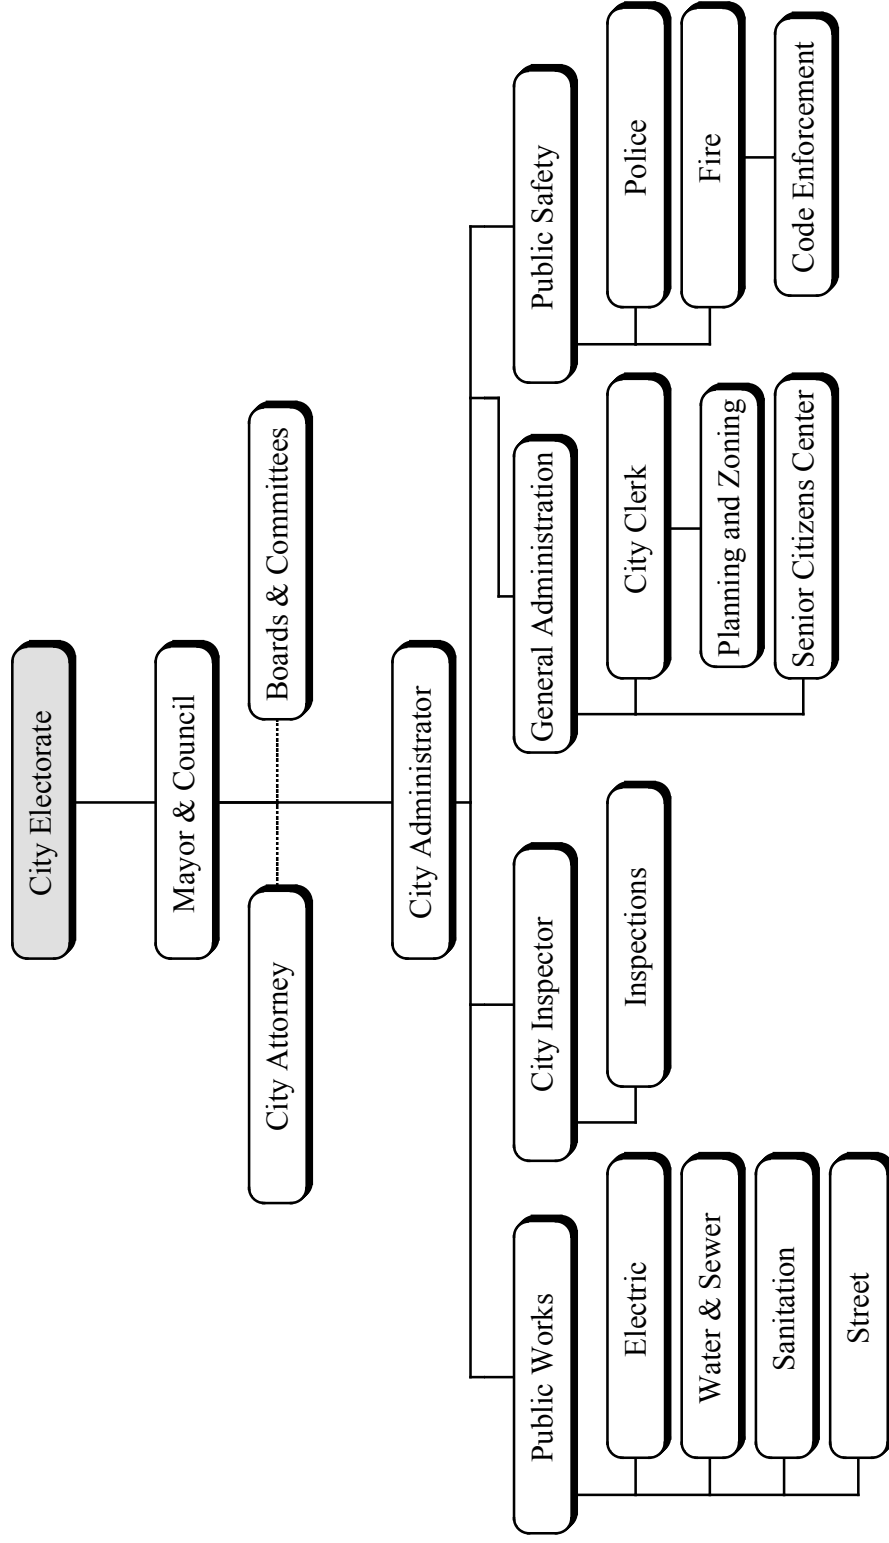 City Electorate
Mayor & Council
City Attorney
Boards & Committees
City Administrator
Public Works
City Inspector
General Administration
Public Safety
Electric
Water & Sewer
Sanitation
Street
Inspections
City Clerk
Planning and Zoning
Senior Citizens Center
Police
Fire
Code Enforcement